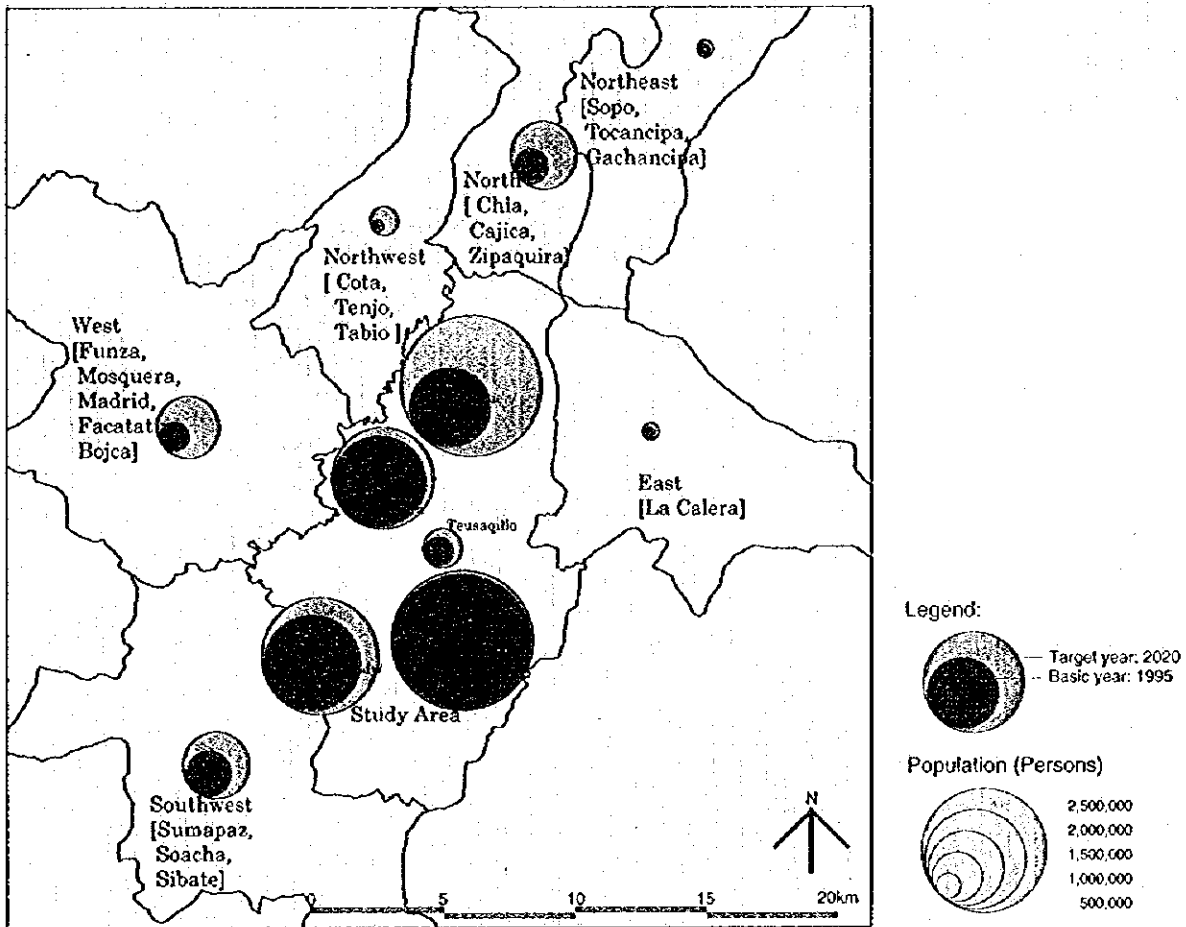 Northeast
[Sopo,
Tocancipa,
Gachancipa]
North
[ Chia,
Cajica,
Zipaquira]
Northwest
[ Cota,
Tenjo,
Tabio ]
West
[Funza,
Mosquera,
Madrid,
Facatat
Bojca]
East
[La Calera]
Teusaqillo
Study Area
Southwest
[Sumapaz,
Soacha,
Sibate]
N
0 5 10 15 20km
Legend:
Target year: 2020
Basic year: 1995
Population (Persons)
2,500,000
2,000,000
1,500,000
1,000,000
500,000